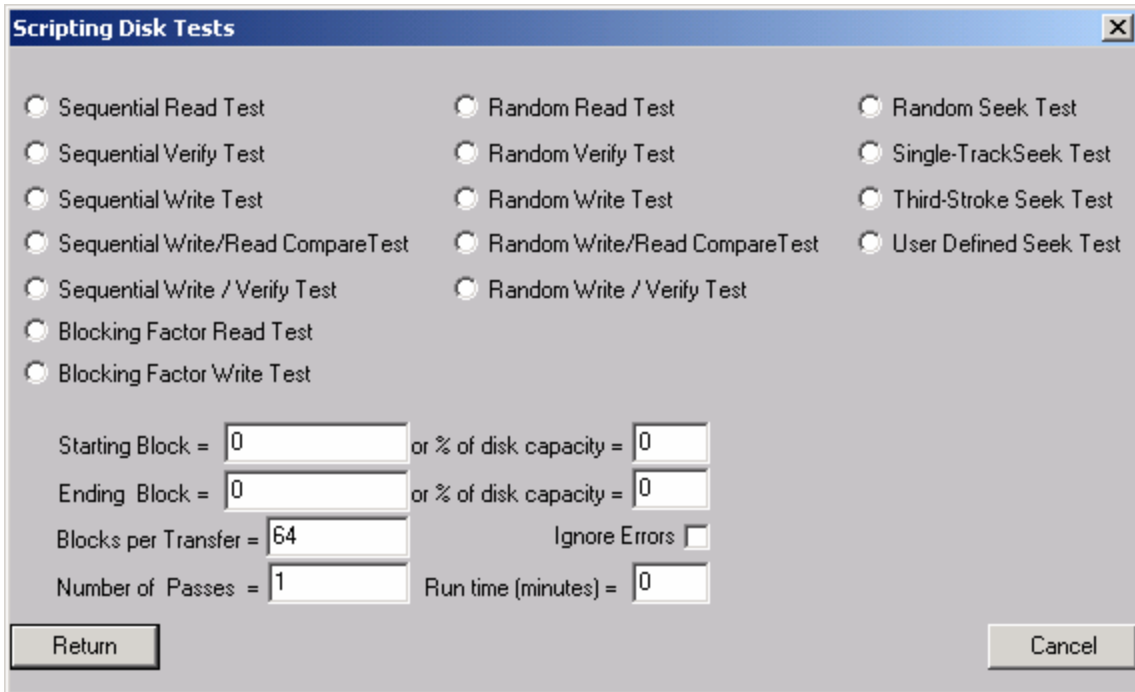 Scripting Disk Tests
Sequential Read Test Random Read Test Random Seek Test
Sequential Verify Test Random Verify Test Single-TrackSeek Test
Sequential Write Test Random Write Test Third-Stroke Seek Test
Sequential Write/Read CompareTest Random Write/Read CompareTest User Defined Seek Test
Sequential Write / Verify Test Random Write / Verify Test
Blocking Factor Read Test
Blocking Factor Write Test
Starting Block = 0 or % of disk capacity = 0
Ending Block = 0 or % of disk capacity = 0
Blocks per Transfer = 64 Ignore Errors
Number of Passes = 1 Run time (minutes) = 0
Return Cancel